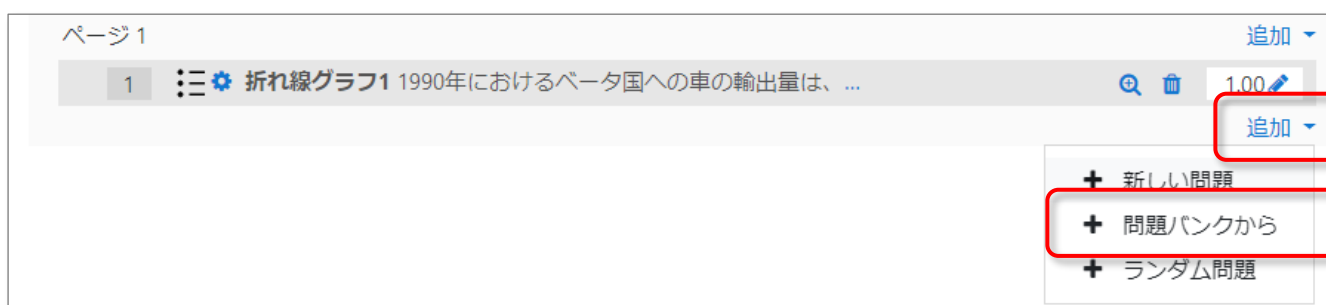 ページ 1
追加
1 折れ線グラフ1 1990年におけるベータ国への車の輸出量は、 ... 1.00
追加
新しい問題
問題バンクから
ランダム問題